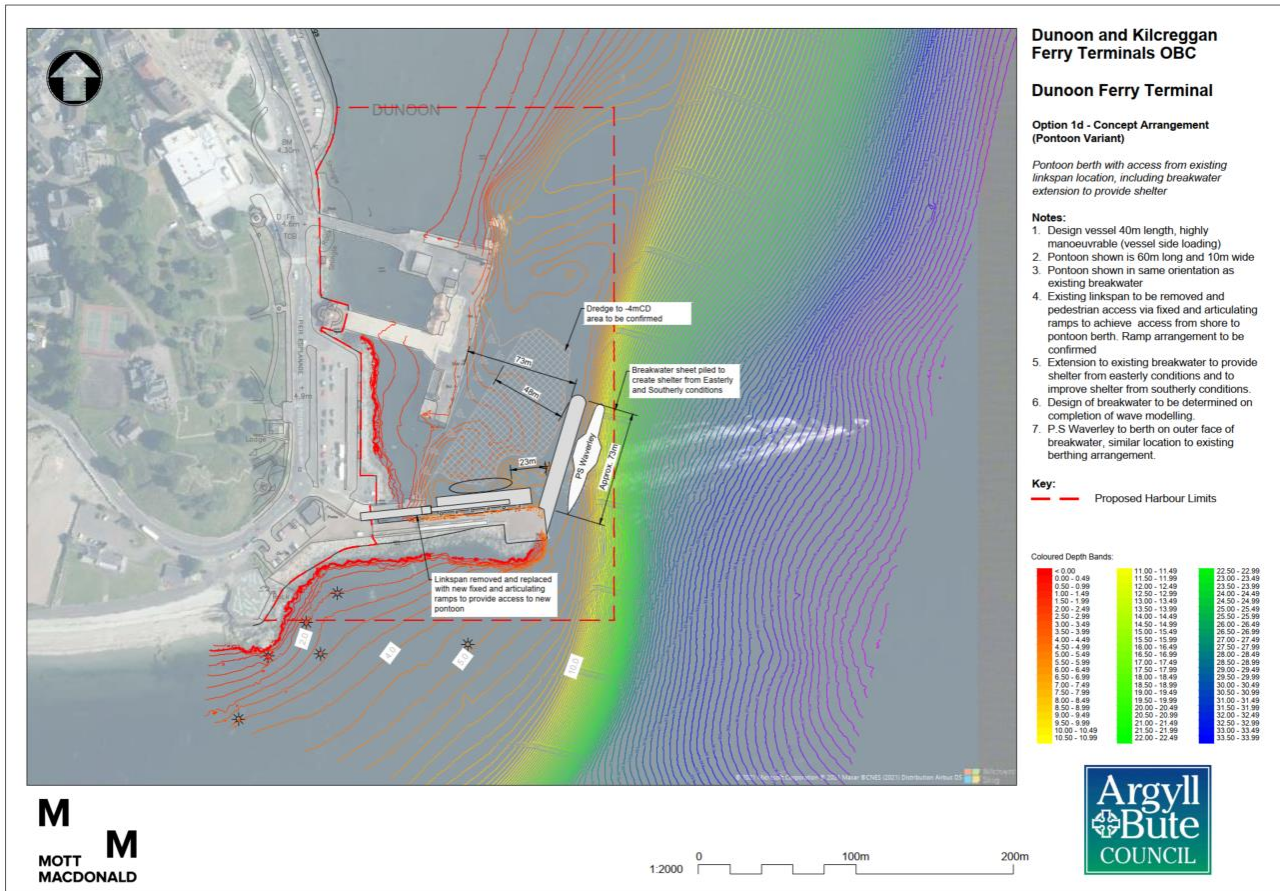 Dunoon and Kilcreggan
Ferry Terminals OBC
Dunoon Ferry Terminal
Option 1d - Concept Arrangement
(Pontoon Variant)
Pontoon berth with access from existing
linkspan location, including breakwater
extension to provide shelter
Notes:
1. Design vessel 40m length, highly
manoeuvrable (vessel side loading)
2. Pontoon shown is 60m long and 10m wide
3. Pontoon shown in same orientation as
existing breakwater
4. Existing linkspan to be removed and
pedestrian access via fixed and articulating
ramps to achieve access from shore to
pontoon berth. Ramp arrangement to be
confirmed
5. Extension to existing breakwater to provide
shelter from easterly conditions and to
improve shelter from southerly conditions.
6. Design of breakwater to be determined on
completion of wave modelling.
7. P.S Waverley to berth on outer face of
breakwater, similar location to existing
berthing arrangement.
Key:
Proposed Harbour Limits
Coloured Depth Bands:
< 0.00
0.00 - 0.49
0.50 - 0.99
1.00 - 1.49
1.50 - 1.99
2.00 - 2.49
2.50 - 2.99
3.00 - 3.49
3.50 - 3.99
4.00 - 4.49
4.50 - 4.99
5.00 - 5.49
5.50 - 5.99
6.00 - 6.49
6.50 - 6.99
7.00 - 7.49
7.50 - 7.99
8.00 - 8.49
8.50 - 8.99
9.00 - 9.49
9.50 - 9.99
10.00 - 10.49
10.50 - 10.99
11.00 - 11.49
11.50 - 11.99
12.00 - 12.49
12.50 - 12.99
13.00 - 13.49
13.50 - 13.99
14.00 - 14.49
14.50 - 14.99
15.00 - 15.49
15.50 - 15.99
16.00 - 16.49
16.50 - 16.99
17.00 - 17.49
17.50 - 17.99
18.00 - 18.49
18.50 - 18.99
19.00 - 19.49
19.50 - 19.99
20.00 - 20.49
20.50 - 20.99
21.00 - 21.49
21.50 - 21.99
22.00 - 22.49
22.50 - 22.99
23.00 - 23.49
23.50 - 23.99
24.00 - 24.49
24.50 - 24.99
25.00 - 25.49
25.50 - 25.99
26.00 - 26.49
26.50 - 26.99
27.00 - 27.49
27.50 - 27.99
28.00 - 28.49
28.50 - 28.99
29.00 - 29.49
29.50 - 29.99
30.00 - 30.49
30.50 - 30.99
31.00 - 31.49
31.50 - 31.99
32.00 - 32.49
32.50 - 32.99
33.00 - 33.49
33.50 - 33.99
DUNOON
BM
4.30m
TCB
4.9m
Dredge to -4mCD
area to be confirmed
73m
48m
Breakwater sheet piled to
create shelter from Easterly
and Southerly conditions
PS Waverley
Approx. 73m
23m
Linkspan removed and replaced
with new fixed and articulating
ramps to provide access to new
pontoon
2.0
10.0
M
M
MOTT
MACDONALD
1:2000
0
100m
200m
Argyll
&Bute
COUNCIL